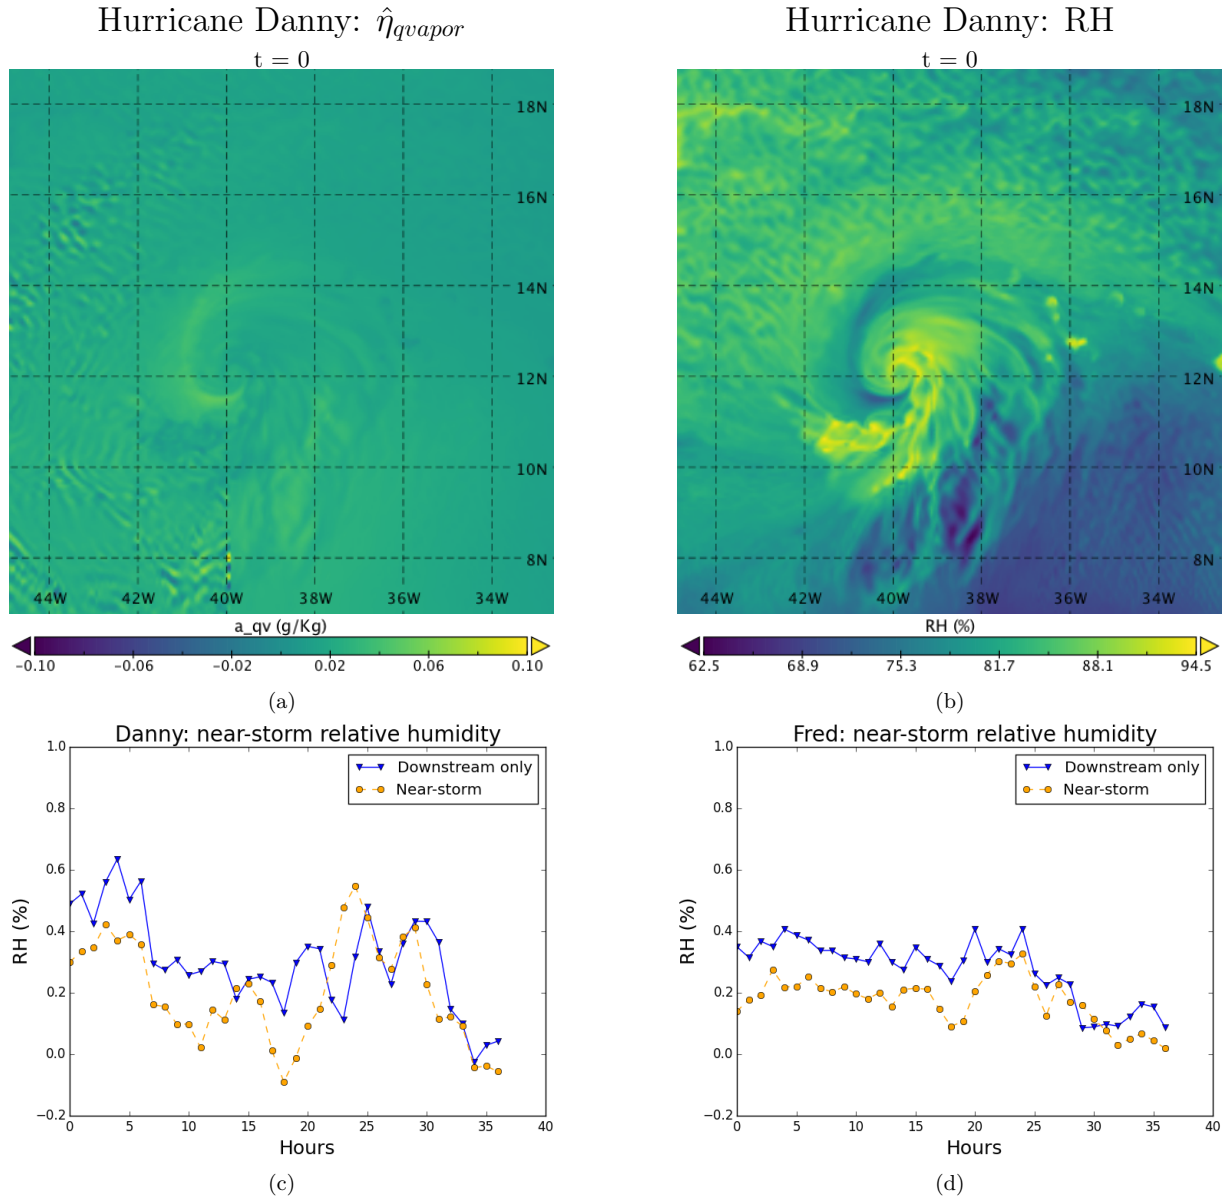 Hurricane Danny: η̂qvapor
t = 0
18N
16N
14N
12N
10N
8N
44W 42W 40W 38W 36W 34W
a_qv (g/Kg)
−0.10 −0.06 −0.02 0.02 0.06 0.10
(a)
Hurricane Danny: RH
t = 0
18N
16N
14N
12N
10N
8N
44W 42W 40W 38W 36W 34W
RH (%)
62.5 68.9 75.3 81.7 88.1 94.5
(b)
Danny: near-storm relative humidity
Downstream only
Near-storm
RH (%)
1.0
0.8
0.6
0.4
0.2
0.0
−0.2
0 5 10 15 20 25 30 35 40
Hours
(c)
Fred: near-storm relative humidity
Downstream only
Near-storm
RH (%)
1.0
0.8
0.6
0.4
0.2
0.0
−0.2
0 5 10 15 20 25 30 35 40
Hours
(d)